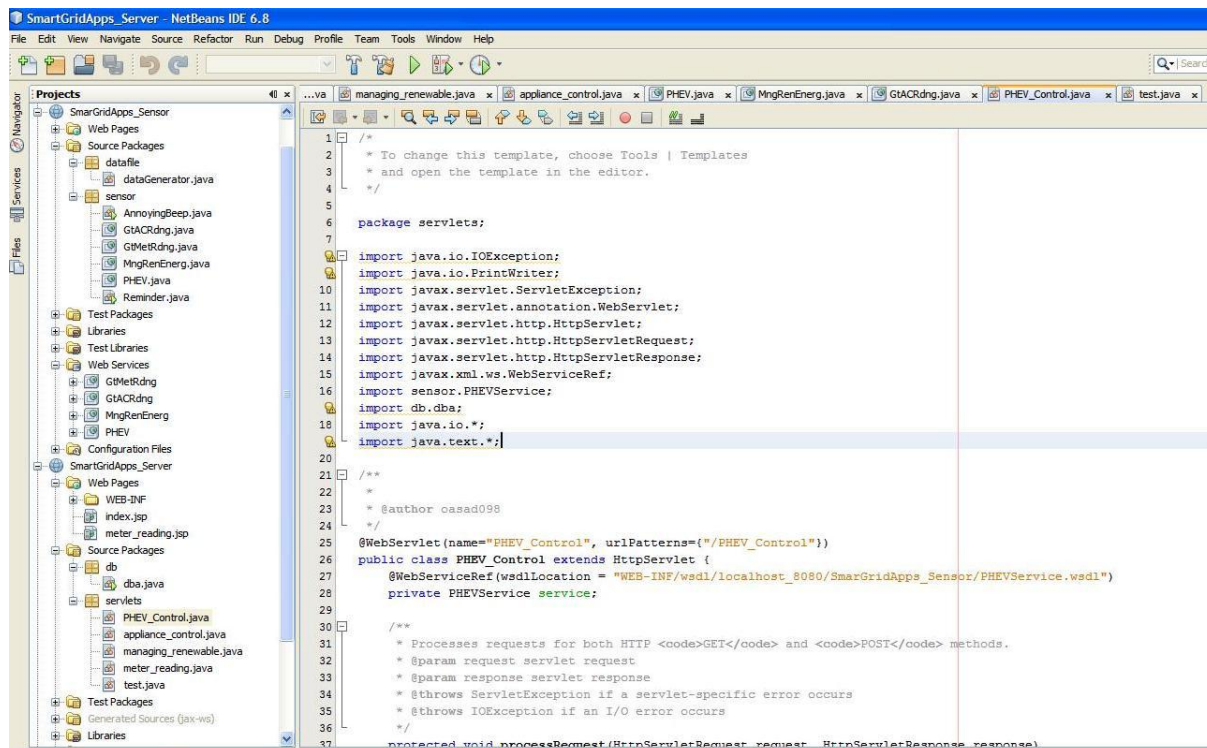 SmartGridApps_Server - NetBeans IDE 6.8
File Edit View Navigate Source Refactor Run Debug Profile Team Tools Window Help
Search
Navigator
Services
Files
Projects
SmarGridApps_Sensor
Web Pages
Source Packages
datafile
dataGenerator.java
sensor
AnnoyingBeep.java
GtACRdng.java
GtMetRdng.java
MngRenEnerg.java
PHEV.java
Reminder.java
Test Packages
Libraries
Test Libraries
Web Services
GtMetRdng
GtACRdng
MngRenEnerg
PHEV
Configuration Files
SmartGridApps_Server
Web Pages
WEB-INF
index.jsp
meter_reading.jsp
Source Packages
db
dba.java
servlets
PHEV_Control.java
appliance_control.java
managing_renewable.java
meter_reading.java
test.java
Test Packages
Generated Sources (jax-ws)
Libraries
...va managing_renewable.java x appliance_control.java x PHEV.java x MngRenEnerg.java x GtACRdng.java x PHEV_Control.java x test.java x
1 /*
2 * To change this template, choose Tools | Templates
3 * and open the template in the editor.
4 */
5
6 package servlets;
7
import java.io.IOException;
import java.io.PrintWriter;
10 import javax.servlet.ServletException;
11 import javax.servlet.annotation.WebServlet;
12 import javax.servlet.http.HttpServlet;
13 import javax.servlet.http.HttpServletRequest;
14 import javax.servlet.http.HttpServletResponse;
15 import javax.xml.ws.WebServiceRef;
16 import sensor.PHEVService;
import db.dba;
18 import java.io.*;
import java.text.*;
20
21 /**
22 *
23 * @author oasad098
24 */
25 @WebServlet(name="PHEV_Control", urlPatterns={"/PHEV_Control"})
26 public class PHEV_Control extends HttpServlet {
27 @WebServiceRef(wsdlLocation = "WEB-INF/wsdl/localhost_8080/SmarGridApps_Sensor/PHEVService.wsdl")
28 private PHEVService service;
29
30 /**
31 * Processes requests for both HTTP <code>GET</code> and <code>POST</code> methods.
32 * @param request servlet request
33 * @param response servlet response
34 * @throws ServletException if a servlet-specific error occurs
35 * @throws IOException if an I/O error occurs
36 */
37 protected void processRequest(HttpServletRequest request, HttpServletResponse response)